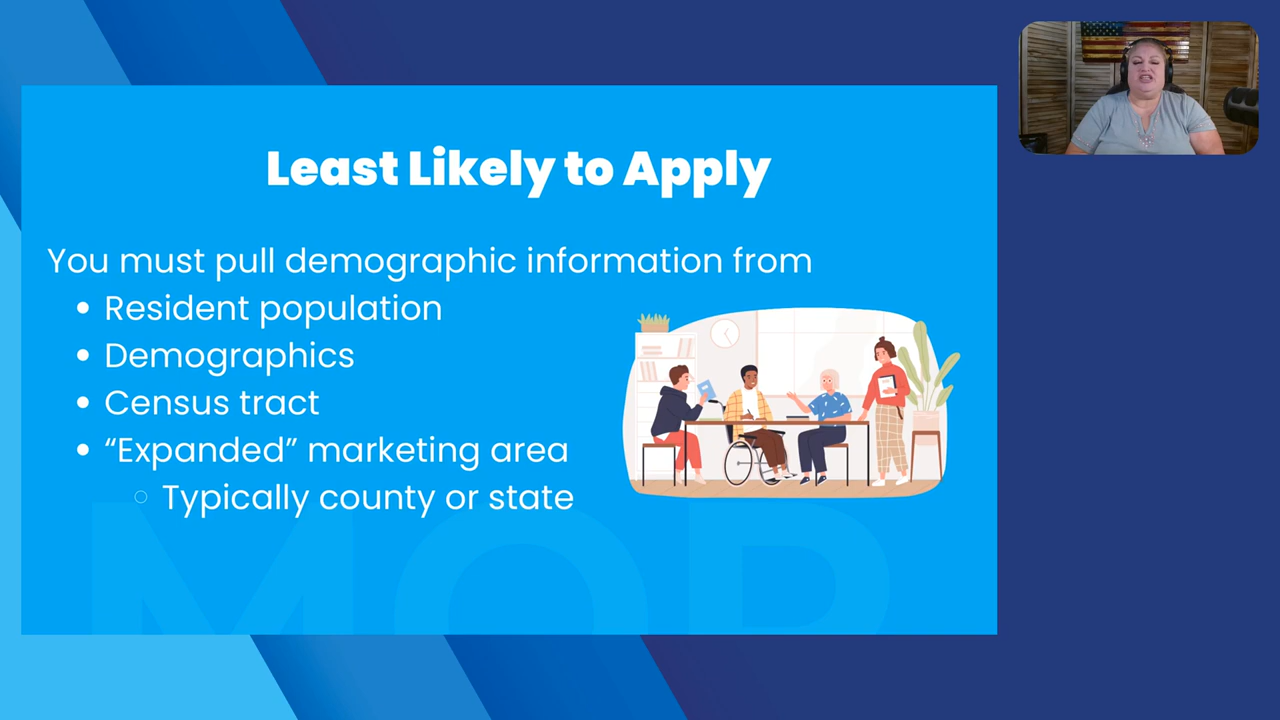 Least Likely to Apply
You must pull demographic information from
• Resident population
• Demographics
• Census tract
• “Expanded” marketing area
○ Typically county or state
MOR